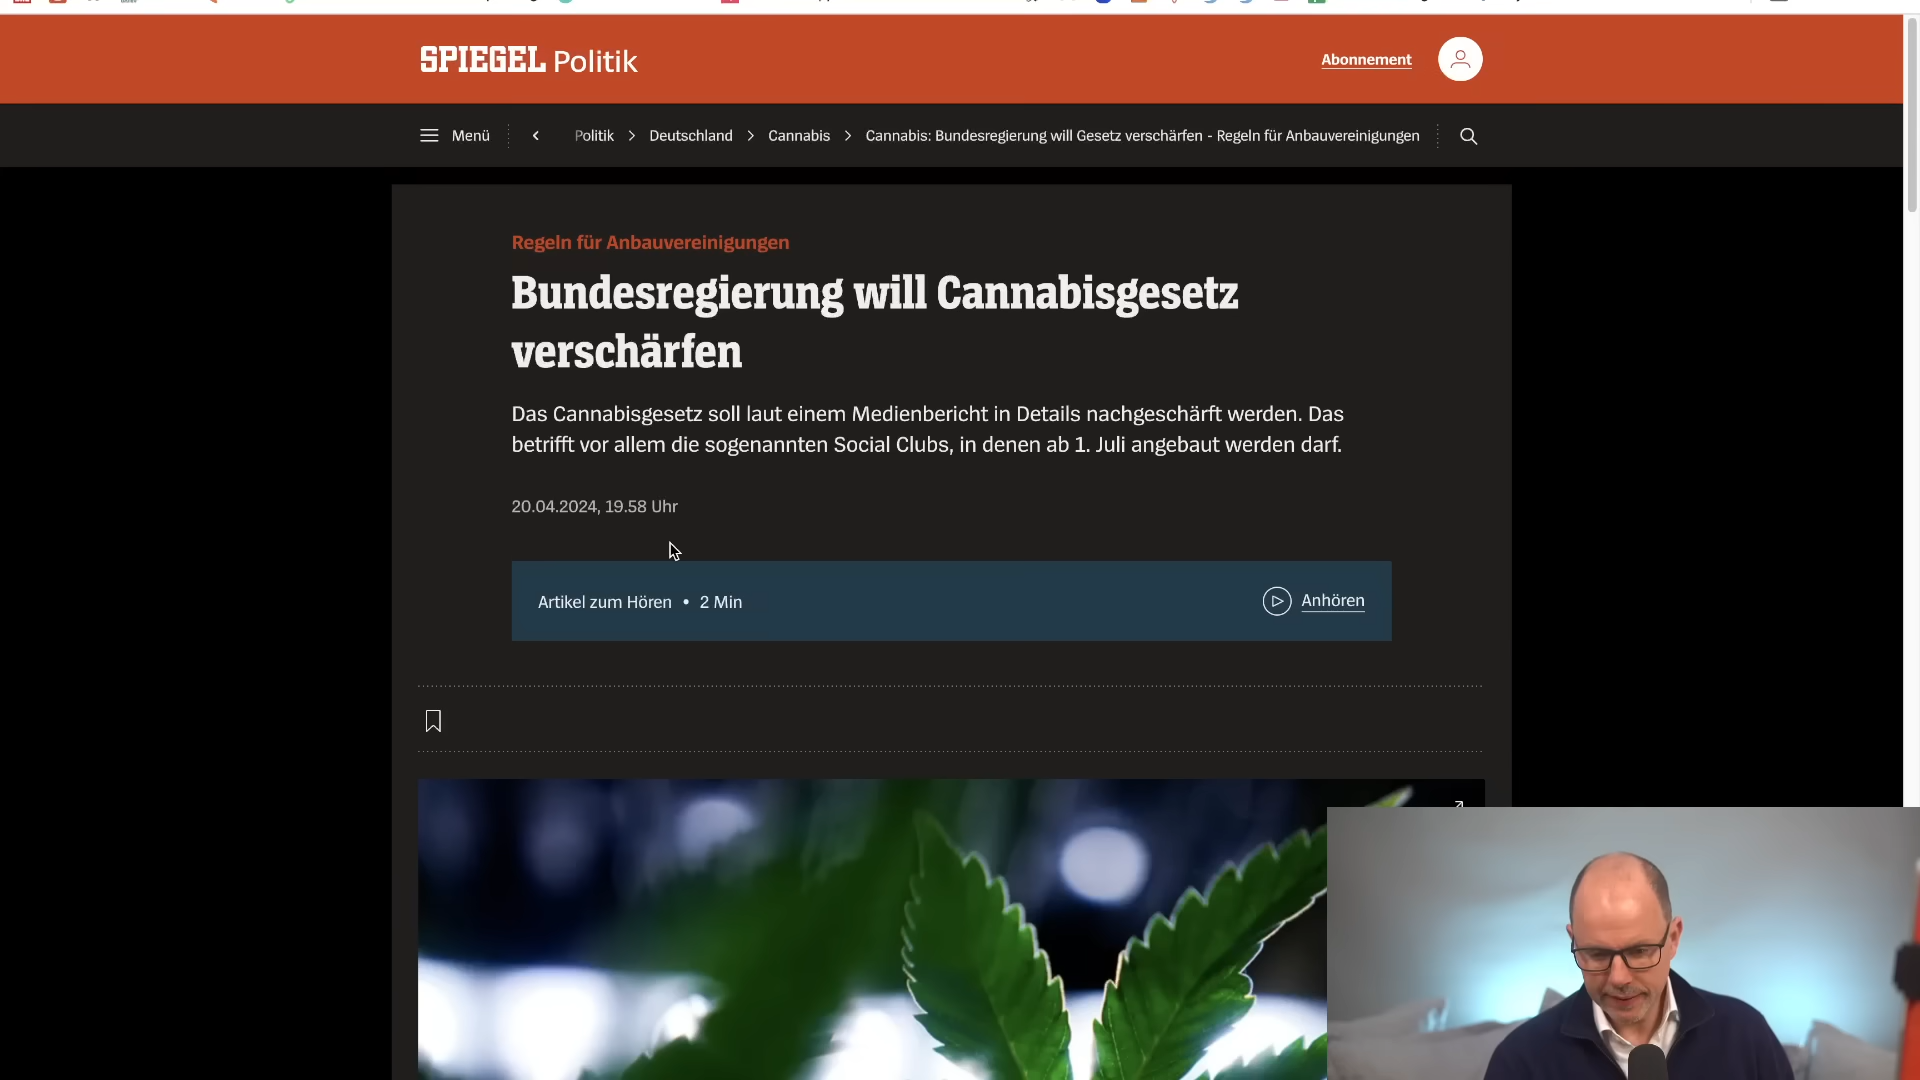 SPIEGEL Politik
Abonnement
Menü
Politik
Deutschland
Cannabis
Cannabis: Bundesregierung will Gesetz verschärfen - Regeln für Anbauvereinigungen
Regeln für Anbauvereinigungen
Bundesregierung will Cannabisgesetz
verschärfen
Das Cannabisgesetz soll laut einem Medienbericht in Details nachgeschärft werden. Das
betrifft vor allem die sogenannten Social Clubs, in denen ab 1. Juli angebaut werden darf.
20.04.2024, 19.58 Uhr
Artikel zum Hören • 2 Min
Anhören